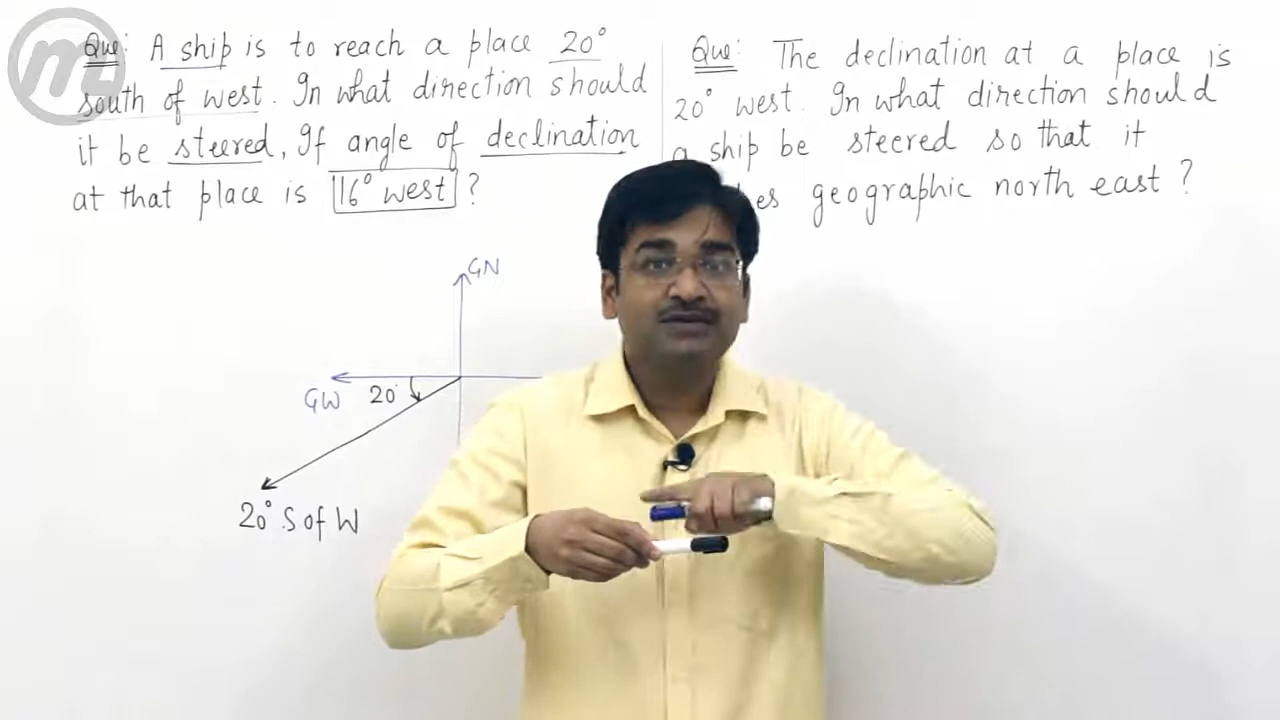 Que: A ship is to reach a place 20°
south of west. In what direction should
it be steered, If angle of declination
at that place is 16° west ?
Que: The declination at a place is
20° west. In what direction should
a ship be steered so that it
geographic north east ?
GN
GW
20°
20° S of W
m